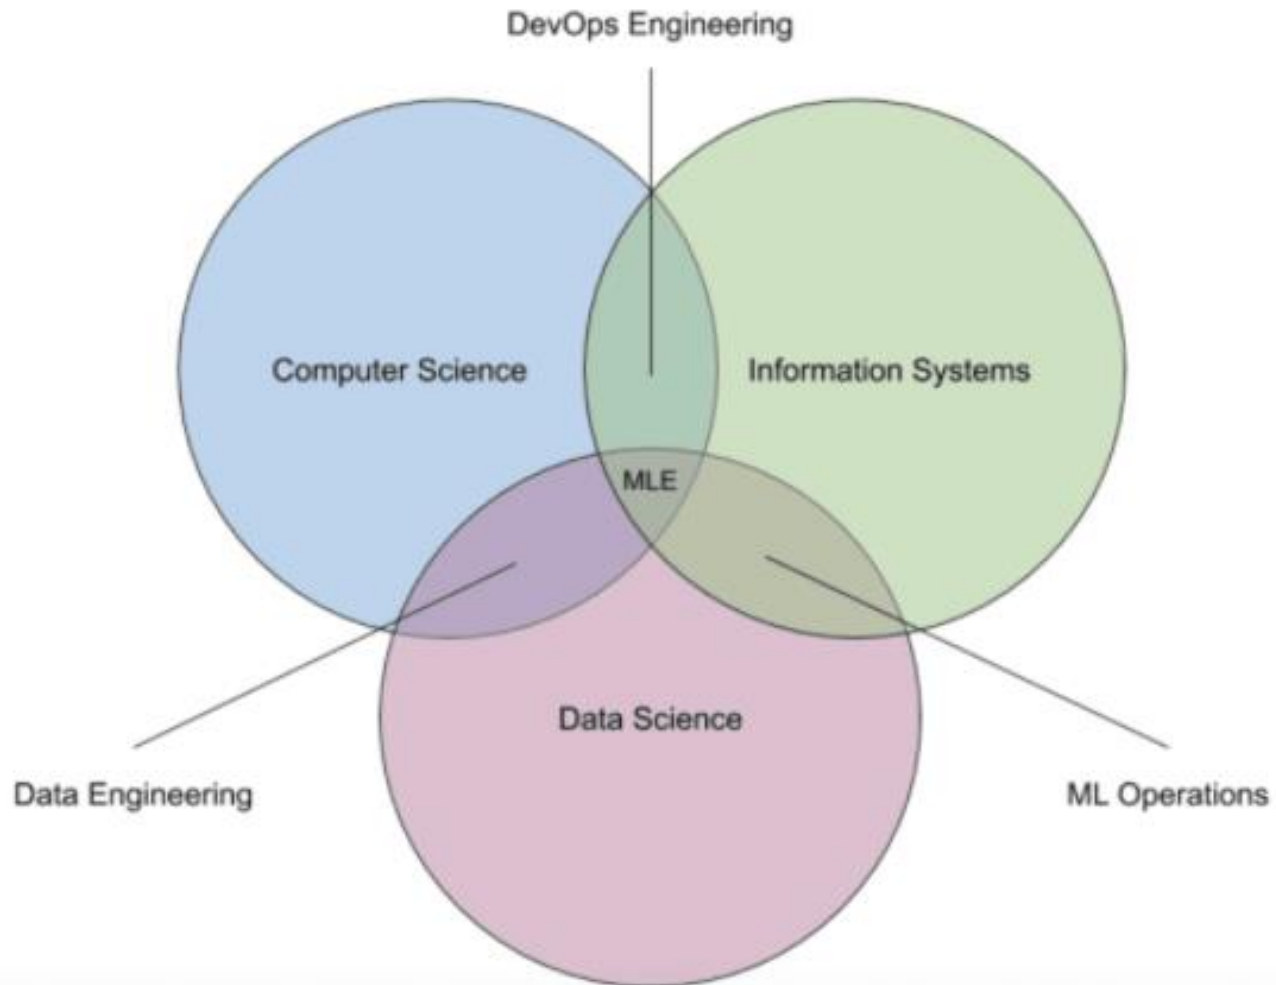 DevOps Engineering
Computer Science
Information Systems
MLE
Data Science
Data Engineering
ML Operations